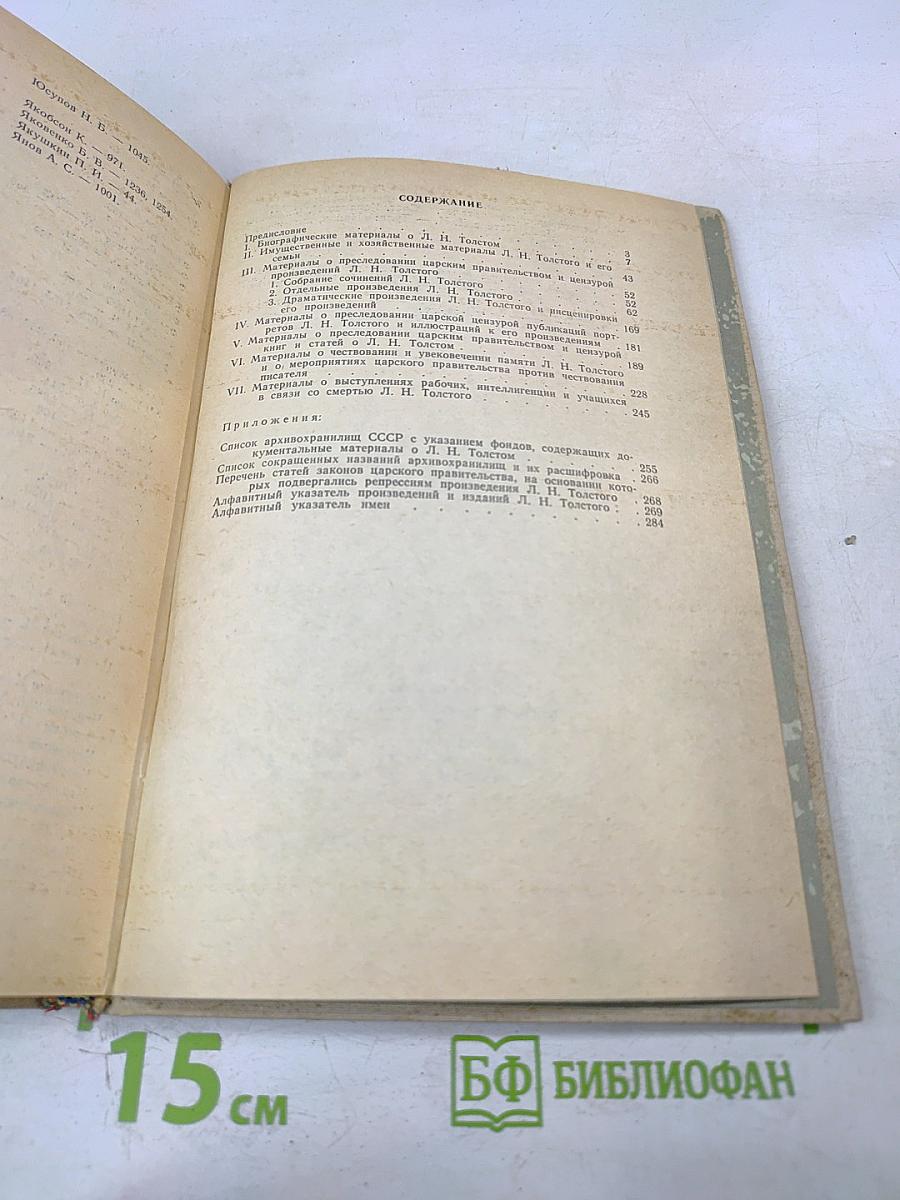 Юсупов Н. Б. — 1045.
Якобсон К. — 971.
Яковенко Б. В. — 1236, 1254.
Якушкин П. И. — 44.
Янов А. С. — 1001.
СОДЕРЖАНИЕ
Предисловие . . . . . . . . . . . . 3
I. Биографические материалы о Л. Н. Толстом . . . . 7
II. Имущественные и хозяйственные материалы Л. Н. Толстого и его
семьи . . . . . . . . . . . . 43
III. Материалы о преследовании царским правительством и цензурой
произведений Л. Н. Толстого . . . . . . . 52
1. Собрание сочинений Л. Н. Толстого . . . . . 52
2. Отдельные произведения Л. Н. Толстого . . . . 62
3. Драматические произведения Л. Н. Толстого и инсценировки
его произведений . . . . . . . . . . 169
IV. Материалы о преследовании царской цензурой публикаций порт-
ретов Л. Н. Толстого и иллюстраций к его произведениям . 181
V. Материалы о преследовании царским правительством и цензурой
книг и статей о Л. Н. Толстом . . . . . . . 189
VI. Материалы о чествовании и увековечении памяти Л. Н. Толстого
и о мероприятиях царского правительства против чествования
писателя . . . . . . . . . . . 228
VII. Материалы о выступлениях рабочих, интеллигенции и учащихся
в связи со смертью Л. Н. Толстого . . . . . . 245
Приложения:
Список архивохранилищ СССР с указанием фондов, содержащих до-
кументальные материалы о Л. Н. Толстом . . . . . . 255
Список сокращенных названий архивохранилищ и их расшифровка . 266
Перечень статей законов царского правительства, на основании кото-
рых подвергались репрессиям произведения Л. Н. Толстого . 268
Алфавитный указатель произведений и изданий Л. Н. Толстого . . 269
Алфавитный указатель имен . . . . . . . . . 284
15 см
БФ БИБЛИОФАН